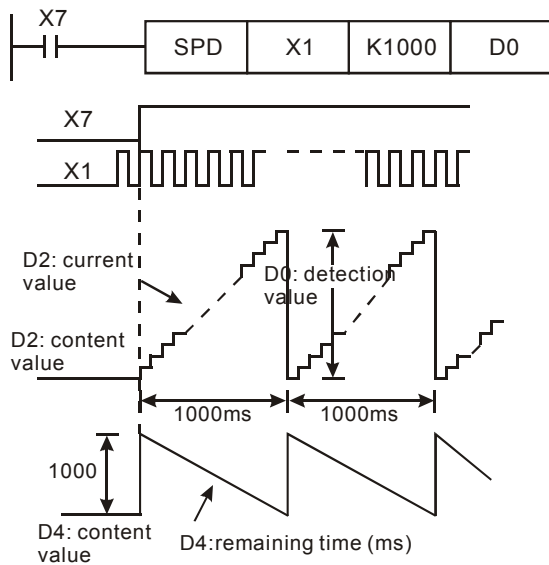 X7
SPD X1 K1000 D0
X7
X1
D2: current
value
D0: detection
value
D2: content
value
1000ms 1000ms
1000
D4: content
value
D4:remaining time (ms)